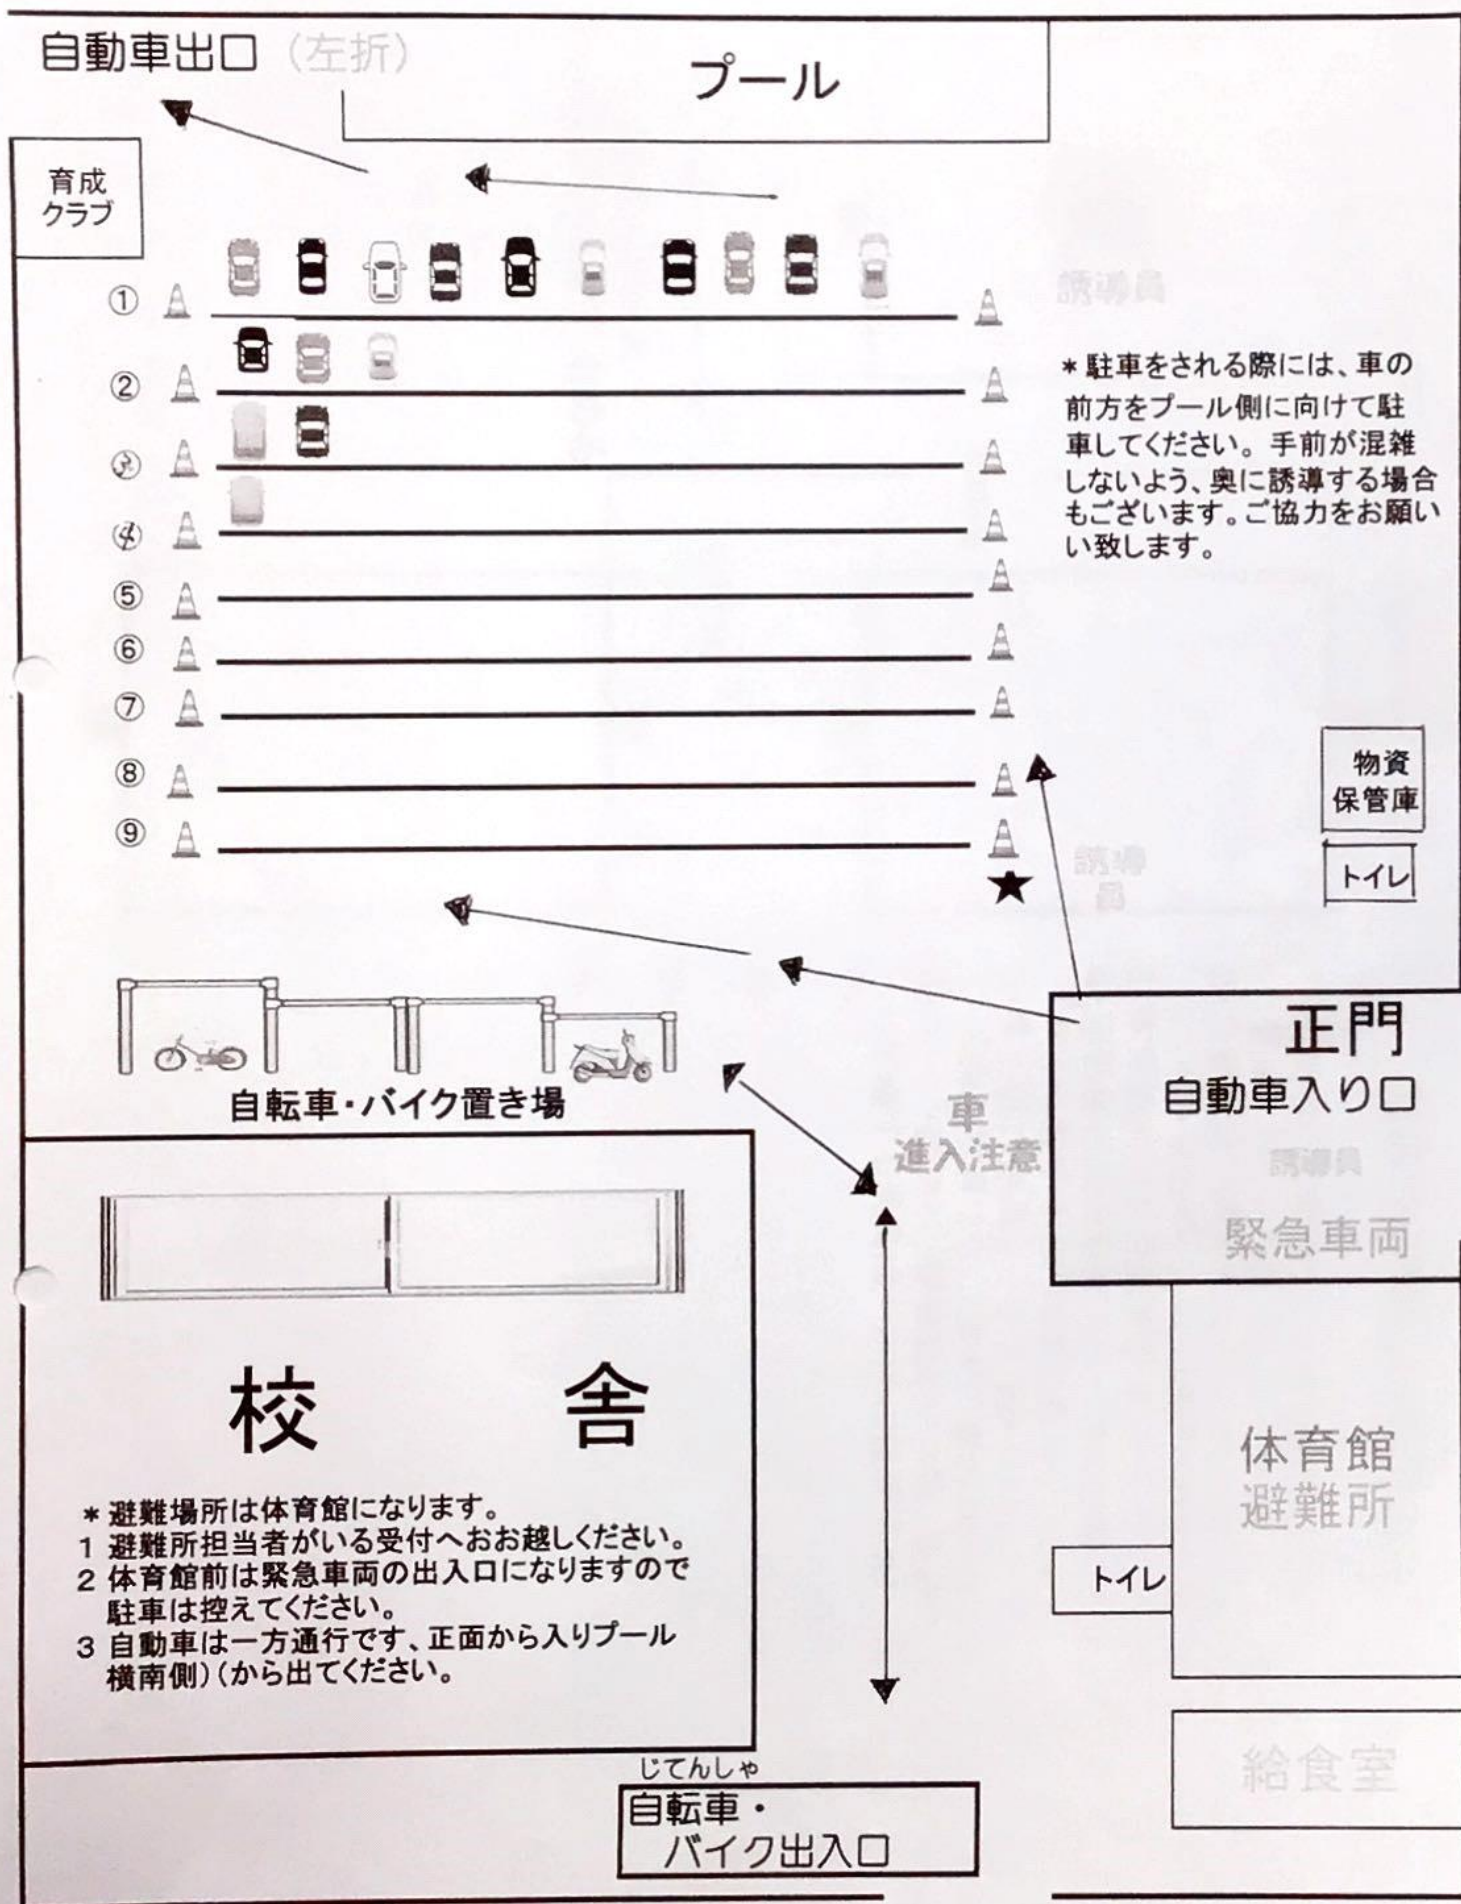 自動車出口（左折）
プール
育成
クラブ
誘導員
①
②
③
④
⑤
⑥
⑦
⑧
⑨
＊駐車をされる際には、車の
前方をプール側に向けて駐
車してください。手前が混雑
しないよう、奥に誘導する場合
もございます。ご協力をお願い
い致します。
物資
保管庫
トイレ
誘導
員
★
正門
自動車入り口
誘導員
緊急車両
自転車・バイク置き場
車
進入注意
校 舎
＊避難場所は体育館になります。
1 避難所担当者がいる受付へおお越しください。
2 体育館前は緊急車両の出入口になりますので
駐車は控えてください。
3 自動車は一方通行です、正面から入りプール
横南側)(から出てください。
体育館
避難所
トイレ
給食室
じてんしゃ
自転車・
バイク出入口